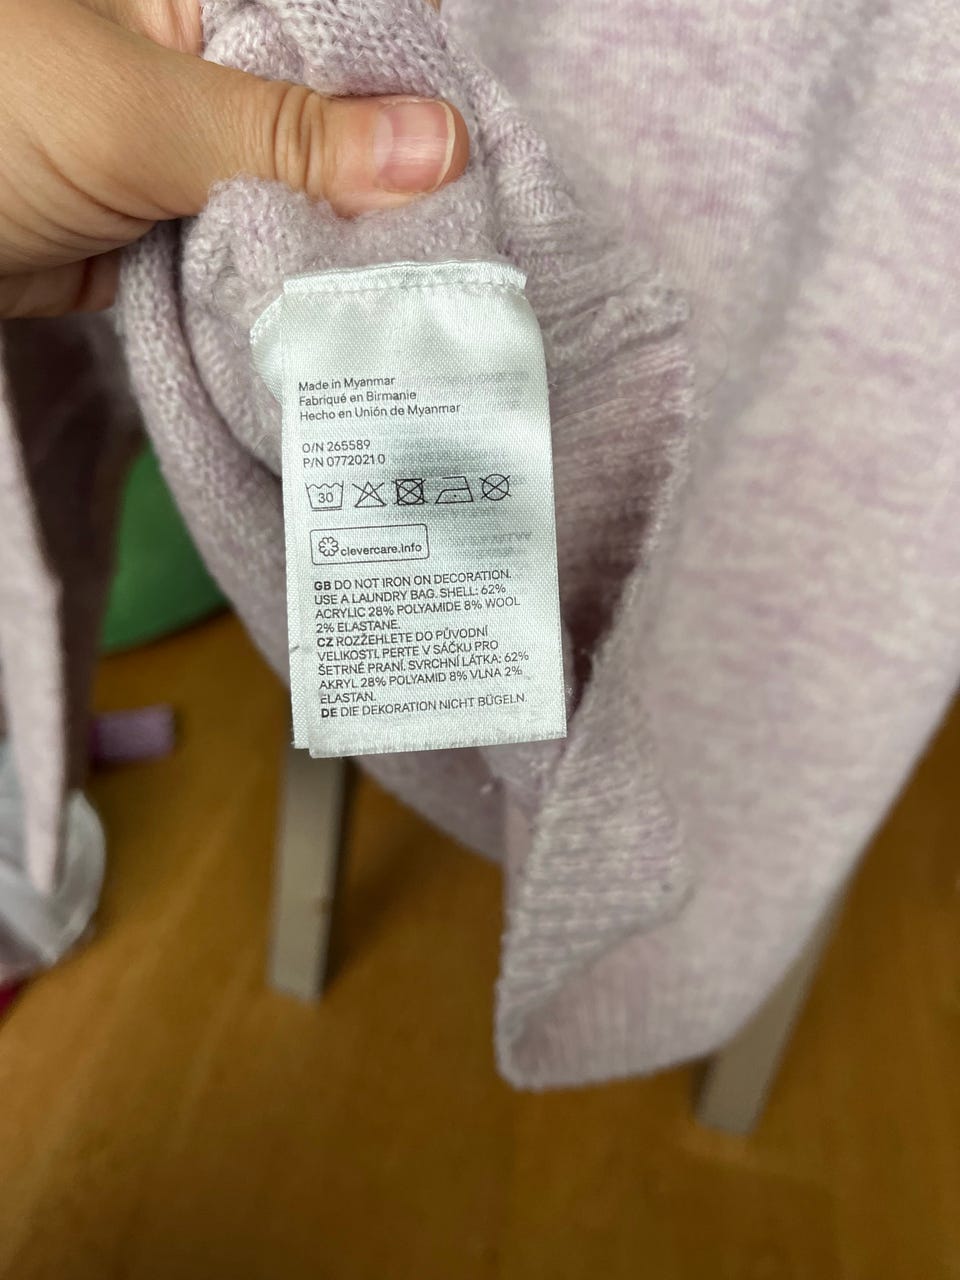 Made in Myanmar
Fabriqué en Birmanie
Hecho en Unión de Myanmar
O/N 265589
P/N 0772021 0
30
clevercare.info
GB DO NOT IRON ON DECORATION.
USE A LAUNDRY BAG. SHELL: 62%
ACRYLIC 28% POLYAMIDE 8% WOOL
2% ELASTANE.
CZ ROZŽEHLETE DO PŮVODNÍ
VELIKOSTI. PERTE V SÁČKU PRO
ŠETRNÉ PRANÍ. SVRCHNÍ LÁTKA: 62%
AKRYL 28% POLYAMID 8% VLNA 2%
ELASTAN.
DE DIE DEKORATION NICHT BÜGELN.